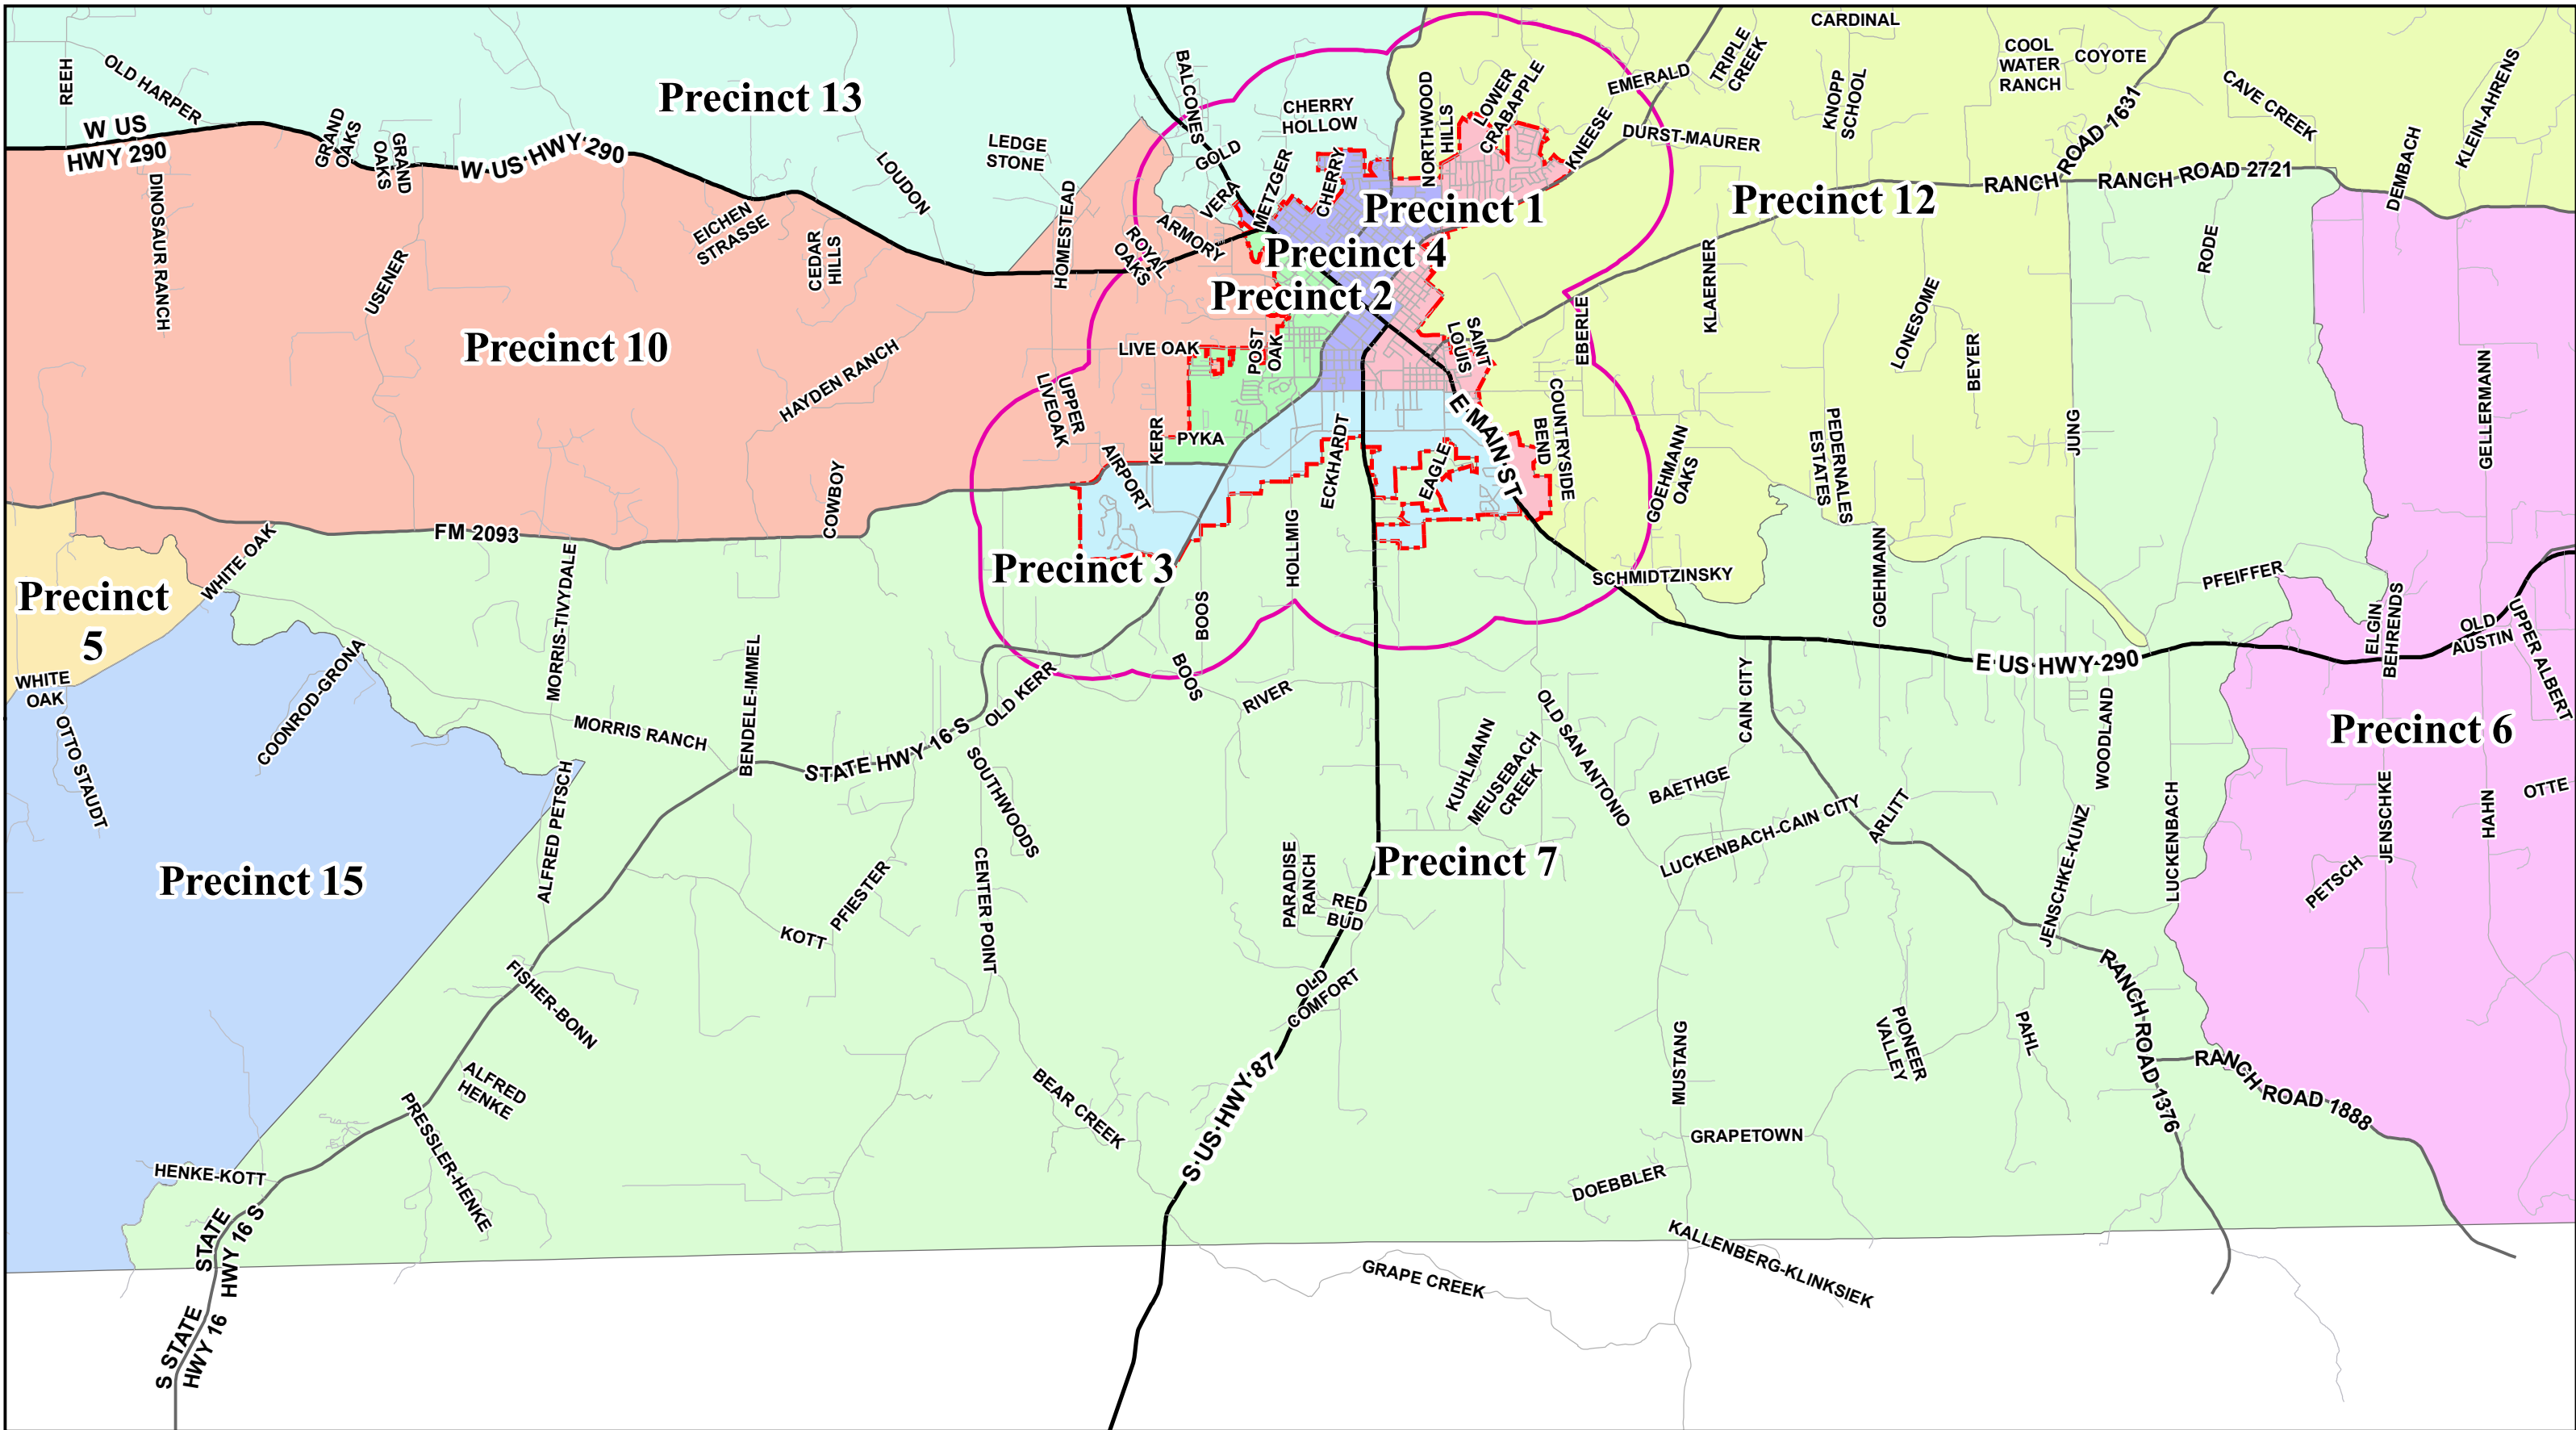 CARDINAL
REEH
OLD HARPER
BALCONES
CHERRY
HOLLOW
NORTHWOOD
HILLS
LOWER
CRABAPPLE
EMERALD
TRIPLE
CREEK
KNOPP
SCHOOL
COOL
WATER
RANCH
COYOTE
CAVE CREEK
KLEIN-AHRENS
Precinct 13
W US
HWY 290
GRAND
OAKS
GRAND
OAKS
W US HWY 290
LEDGE
STONE
LOUDON
GOLD
VERA
METZGER
CHERRY
KNEESE
DURST-MAURER
RANCH ROAD 1631
RANCH ROAD 2721
DEMBACH
Precinct 1
Precinct 12
DINOSAUR RANCH
USENER
EICHEN
STRASSE
CEDAR
HILLS
HOMESTEAD
ROYAL
OAKS
ARMORY
Precinct 4
Precinct 2
KLAERNER
RODE
LONESOME
BEYER
EBERLE
SAINT
LOUIS
Precinct 10
HAYDEN RANCH
LIVE OAK
POST
OAK
UPPER
LIVEOAK
KERR
PYKA
AIRPORT
ECKHARDT
EAGLE
E MAIN ST
BEND
COUNTRYSIDE
GOEHMANN
OAKS
PEDERNALES
ESTATES
JUNG
GELLERMANN
COWBOY
FM 2093
WHITE OAK
Precinct
5
Precinct 3
HOLLMIG
SCHMIDTZINSKY
GOEHMANN
PFEIFFER
ELGIN
BEHRENDS
OLD
AUSTIN
UPPER ALBERT
MORRIS-TIVYDALE
BOOS
BOOS
WHITE
OAK
OTTO STAUDT
COONROD-GRONA
MORRIS RANCH
BENDELE-IMMEL
STATE HWY 16 S
OLD KERR
RIVER
E US HWY 290
CAIN CITY
WOODLAND
Precinct 6
SOUTHWOODS
KUHLMANN
MEUSEBACH
CREEK
OLD SAN ANTONIO
BAETHGE
LUCKENBACH-CAIN CITY
ARLITT
LUCKENBACH
JENSCHKE
HAHN
OTTE
ALFRED PETSCH
Precinct 15
PFIESTER
KOTT
CENTER POINT
PARADISE
RANCH
RED
BUD
Precinct 7
JENSCHKE-KUNZ
PETSCH
FISHER-BONN
OLD
COMFORT
RANCH ROAD 1376
RANCH ROAD 1888
ALFRED
HENKE
PRESSLER-HENKE
BEAR CREEK
S US HWY 87
MUSTANG
PIONEER
VALLEY
PAHL
GRAPETOWN
DOEBBLER
HENKE-KOTT
STATE
HWY 16 S
GRAPE CREEK
KALLENBERG-KLINKSIEK
S STATE
HWY 16